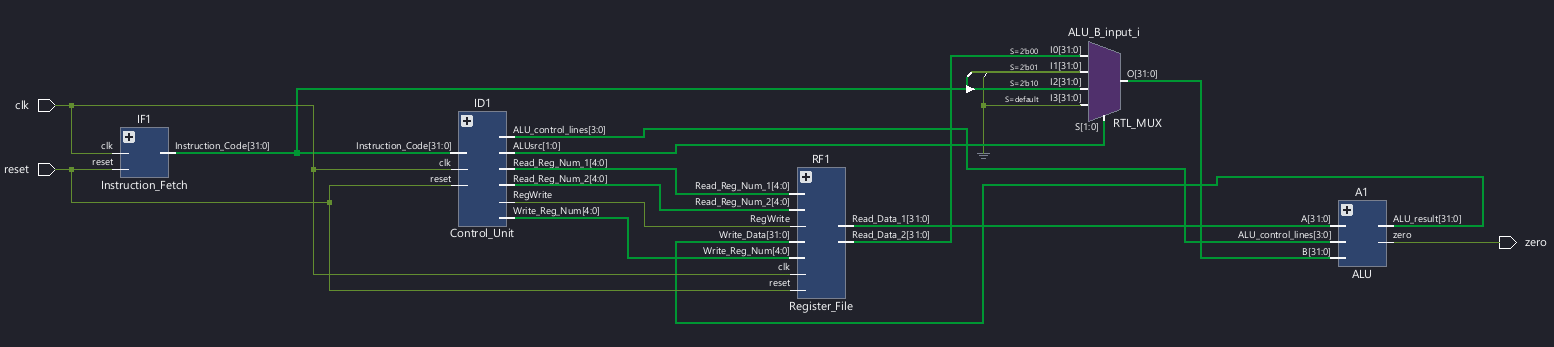 clk
reset
IF1
clk
reset
Instruction_Code[31:0]
Instruction_Fetch
ID1
Instruction_Code[31:0]
clk
reset
ALU_control_lines[3:0]
ALUsrc[1:0]
Read_Reg_Num_1[4:0]
Read_Reg_Num_2[4:0]
RegWrite
Write_Reg_Num[4:0]
Control_Unit
RF1
Read_Reg_Num_1[4:0]
Read_Reg_Num_2[4:0]
RegWrite
Write_Data[31:0]
Write_Reg_Num[4:0]
clk
reset
Read_Data_1[31:0]
Read_Data_2[31:0]
Register_File
ALU_B_input_i
S=2'b00 I0[31:0]
S=2'b01 I1[31:0]
S=2'b10 I2[31:0]
S=default I3[31:0]
S[1:0]
O[31:0]
RTL_MUX
A1
A[31:0]
ALU_control_lines[3:0]
B[31:0]
ALU_result[31:0]
zero
ALU
zero